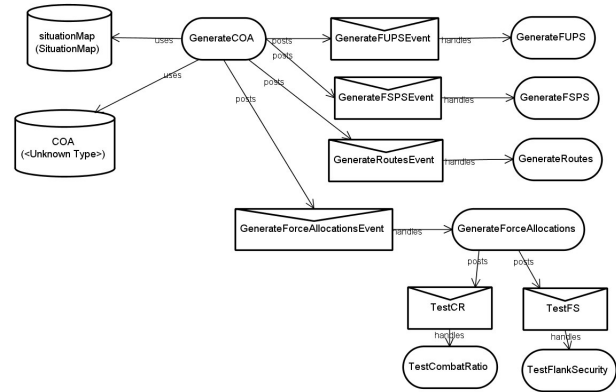 situationMap
(SituationMap)
uses
GenerateCOA
posts
GenerateFUPSEvent
handles
GenerateFUPS
posts
uses
posts
GenerateFSPSEvent
handles
GenerateFSPS
posts
COA
(<Unknown Type>)
GenerateRoutesEvent
handles
GenerateRoutes
GenerateForceAllocationsEvent
handles
GenerateForceAllocations
posts
posts
TestCR
TestFS
handles
handles
TestCombatRatio
TestFlankSecurity